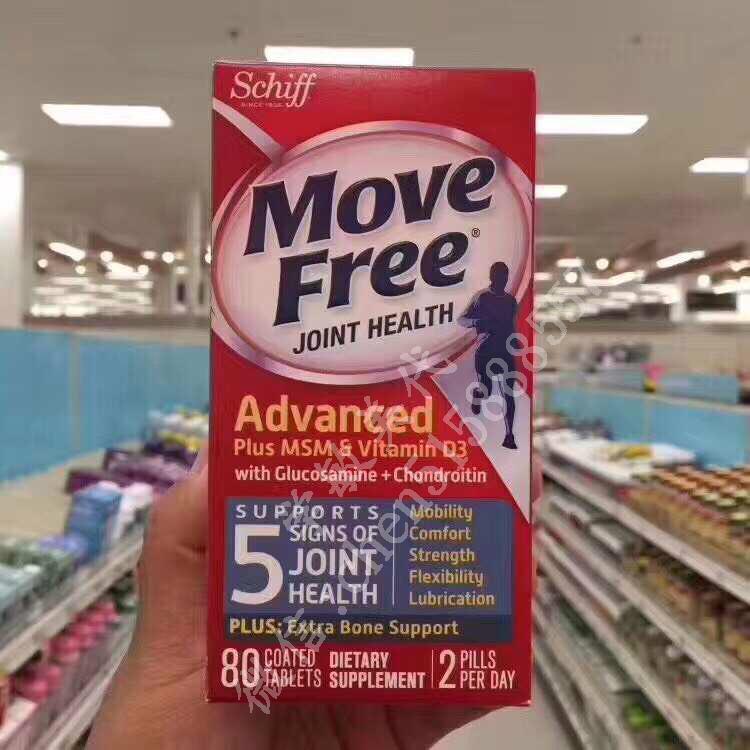 Schiff
SINCE 1936
Move
Free®
JOINT HEALTH
Advanced
Plus MSM & Vitamin D3
with Glucosamine + Chondroitin
SUPPORTS
5 SIGNS OF
JOINT
HEALTH
Mobility
Comfort
Strength
Flexibility
Lubrication
PLUS: Extra Bone Support
80 COATED TABLETS
DIETARY SUPPLEMENT
2 PILLS PER DAY